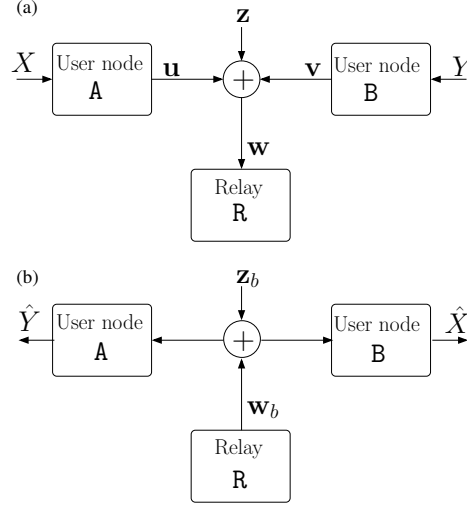 (a)
z
X User node A u + v User node B Y
w
Relay
R
(b)
z_b
Ŷ User node A + User node B X̂
w_b
Relay
R